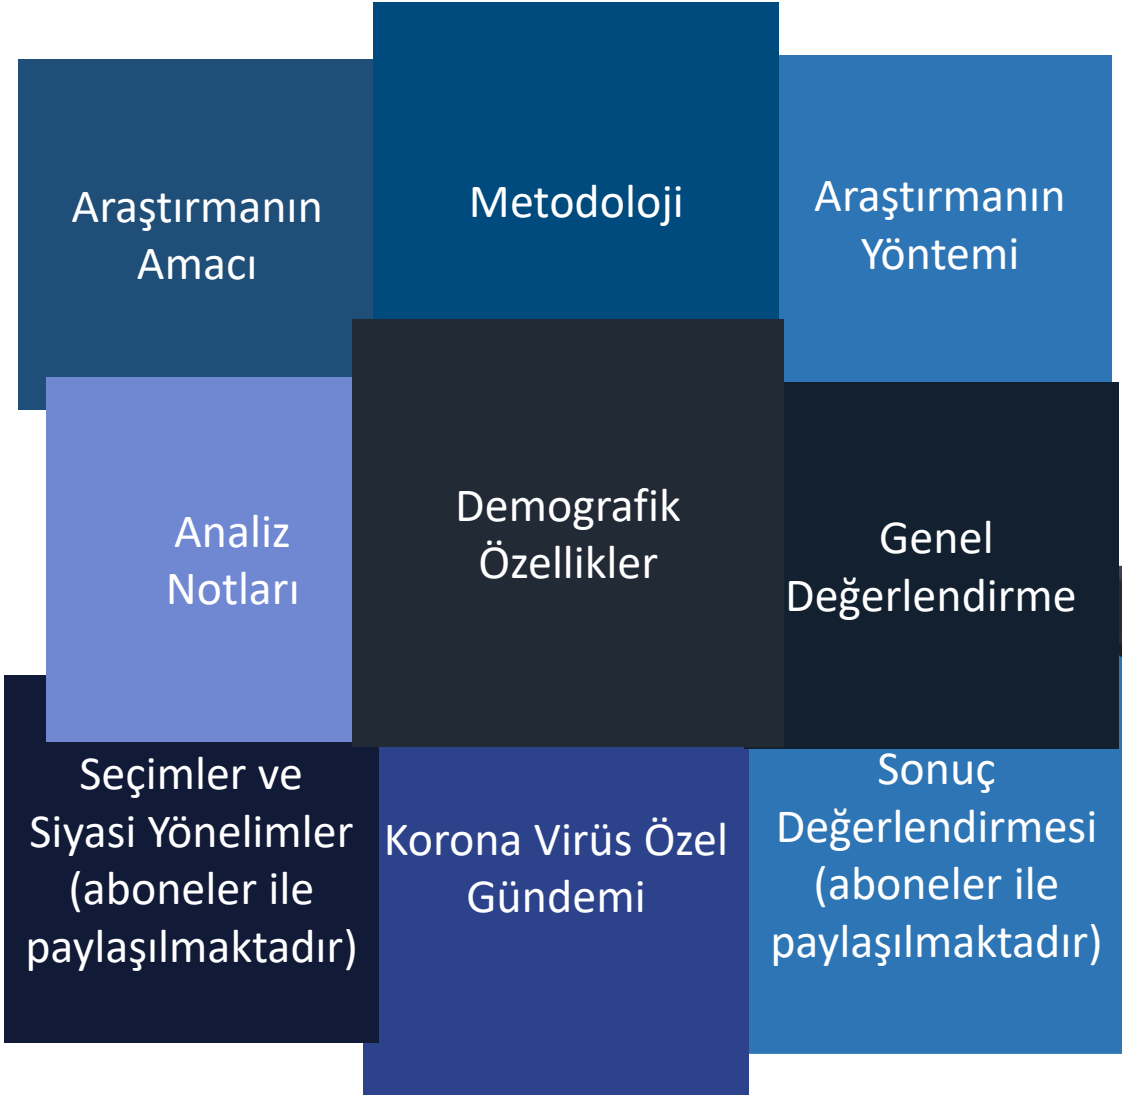 Araştırmanın
Amacı
Metodoloji
Araştırmanın
Yöntemi
Analiz
Notları
Demografik
Özellikler
Genel
Değerlendirme
Seçimler ve
Siyasi Yönelimler
(aboneler ile
paylaşılmaktadır)
Korona Virüs Özel
Gündemi
Sonuç
Değerlendirmesi
(aboneler ile
paylaşılmaktadır)